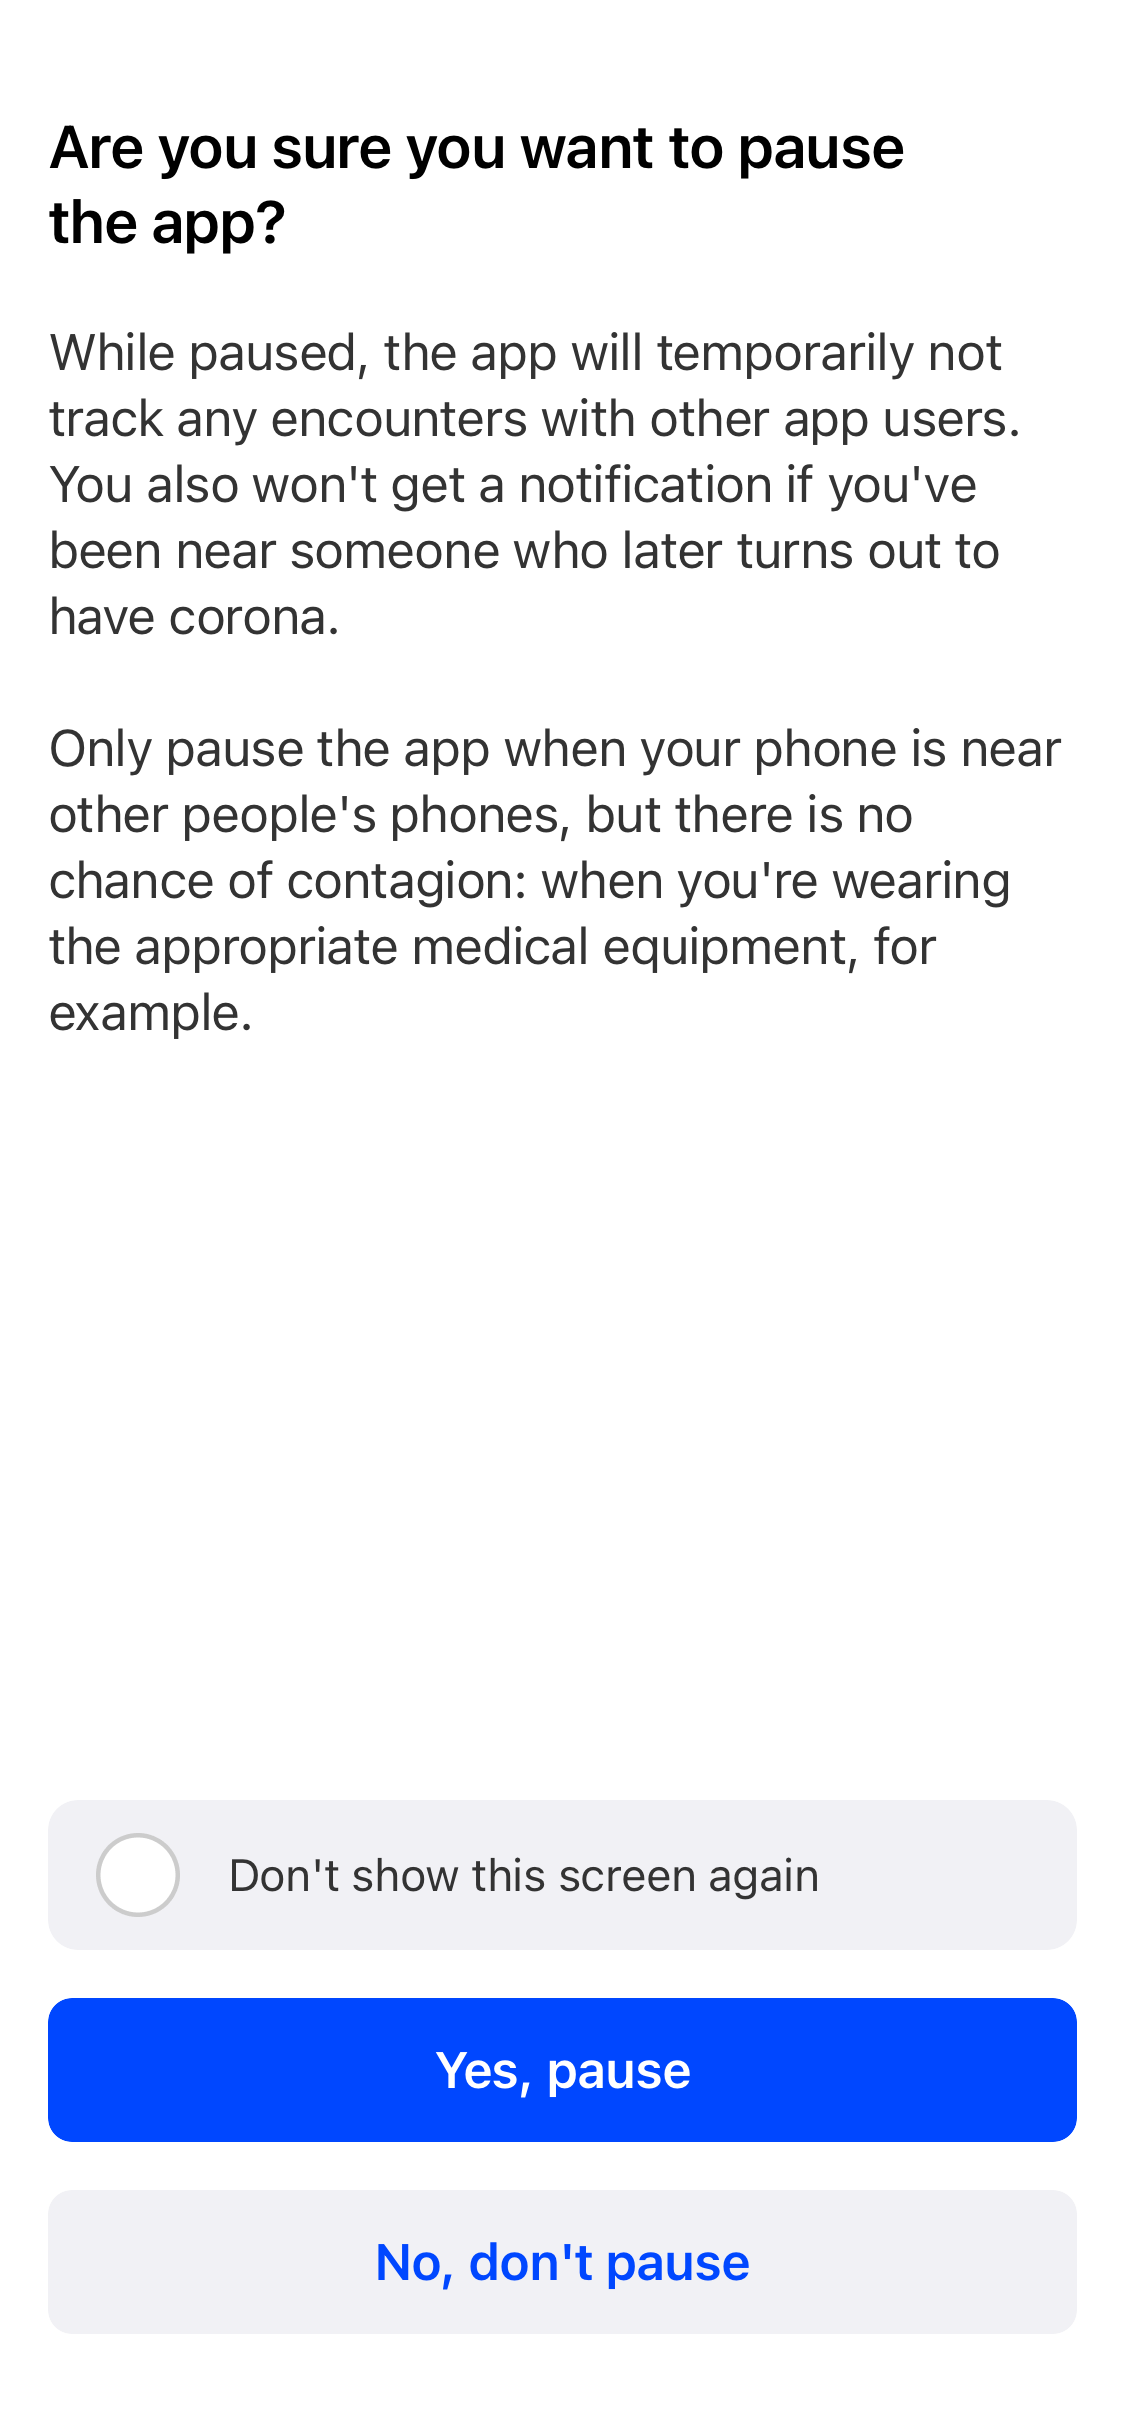 Are you sure you want to pause
the app?
While paused, the app will temporarily not
track any encounters with other app users.
You also won't get a notification if you've
been near someone who later turns out to
have corona.
Only pause the app when your phone is near
other people's phones, but there is no
chance of contagion: when you're wearing
the appropriate medical equipment, for
example.
Don't show this screen again
Yes, pause
No, don't pause